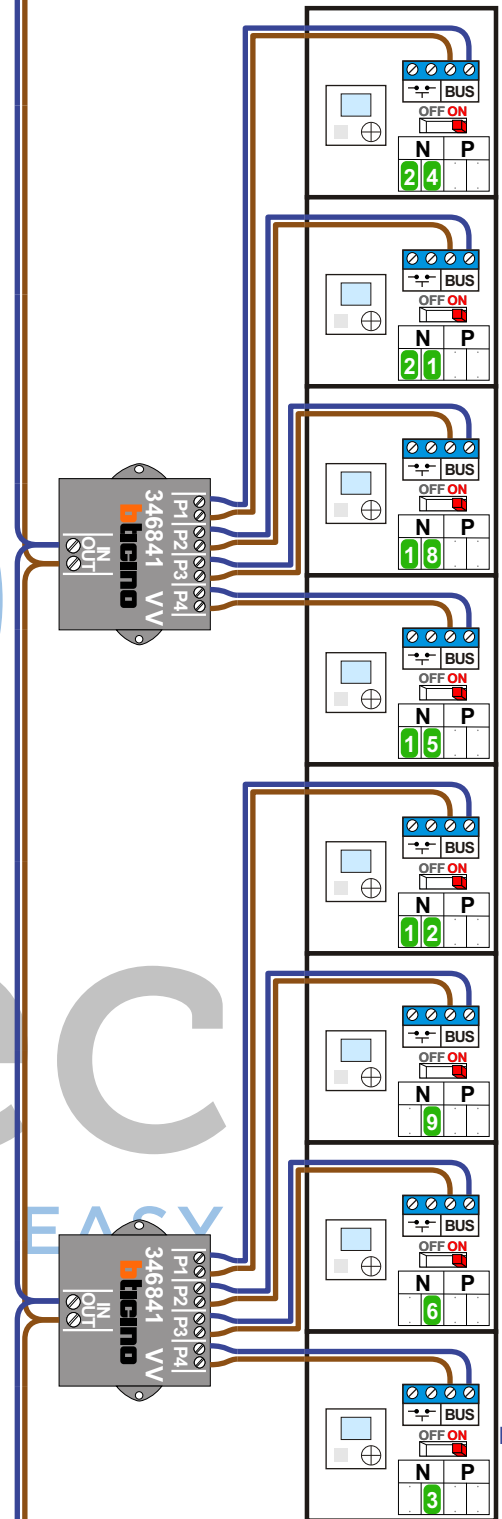 BUS
OFF ON
N P
2 4
BUS
OFF ON
N P
2 1
BUS
OFF ON
N P
1 8
346841 VV
bticino
IN
OUT
P1 P2 P3 P4
BUS
OFF ON
N P
1 5
BUS
OFF ON
N P
1 2
BUS
OFF ON
N P
9
CC
EASY
BUS
OFF ON
N P
6
346841 VV
bticino
IN
OUT
P1 P2 P3 P4
BUS
OFF ON
N P
3